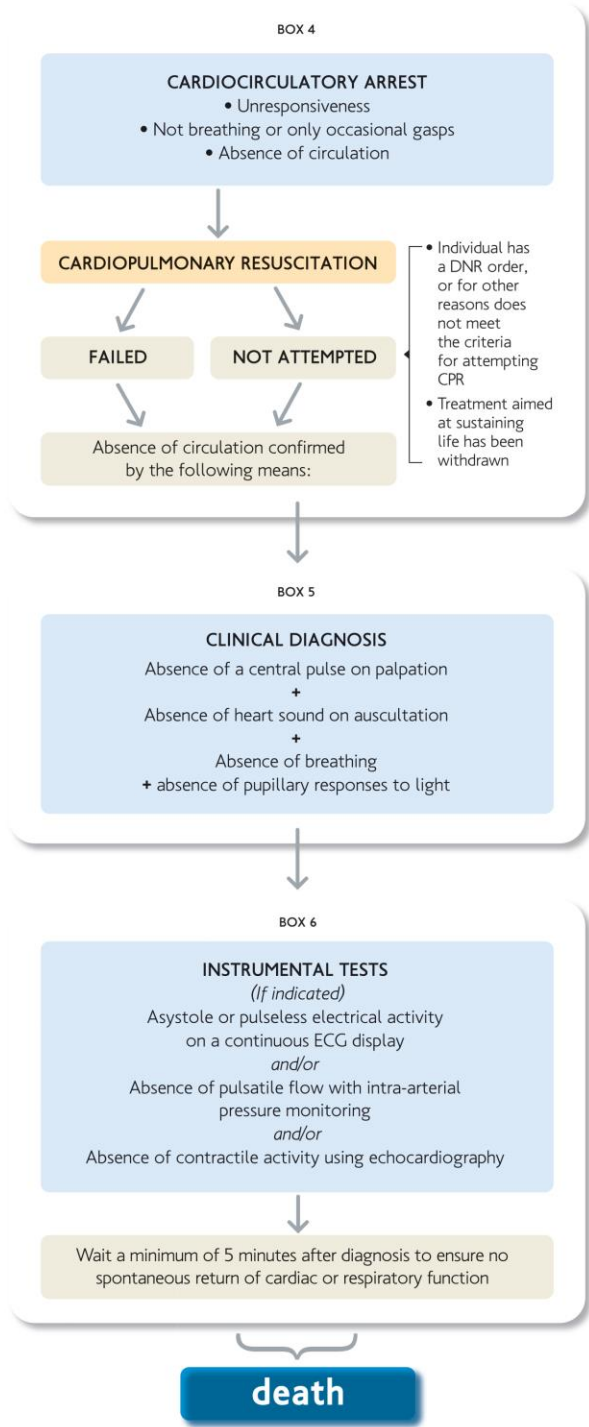 BOX 4
CARDIOCIRCULATORY ARREST
• Unresponsiveness
• Not breathing or only occasional gasps
• Absence of circulation
CARDIOPULMONARY RESUSCITATION
FAILED
NOT ATTEMPTED
• Individual has
a DNR order,
or for other
reasons does
not meet
the criteria
for attempting
CPR
• Treatment aimed
at sustaining
life has been
withdrawn
Absence of circulation confirmed
by the following means:
BOX 5
CLINICAL DIAGNOSIS
Absence of a central pulse on palpation
+
Absence of heart sound on auscultation
+
Absence of breathing
+ absence of pupillary responses to light
BOX 6
INSTRUMENTAL TESTS
(If indicated)
Asystole or pulseless electrical activity
on a continuous ECG display
and/or
Absence of pulsatile flow with intra-arterial
pressure monitoring
and/or
Absence of contractile activity using echocardiography
Wait a minimum of 5 minutes after diagnosis to ensure no
spontaneous return of cardiac or respiratory function
death